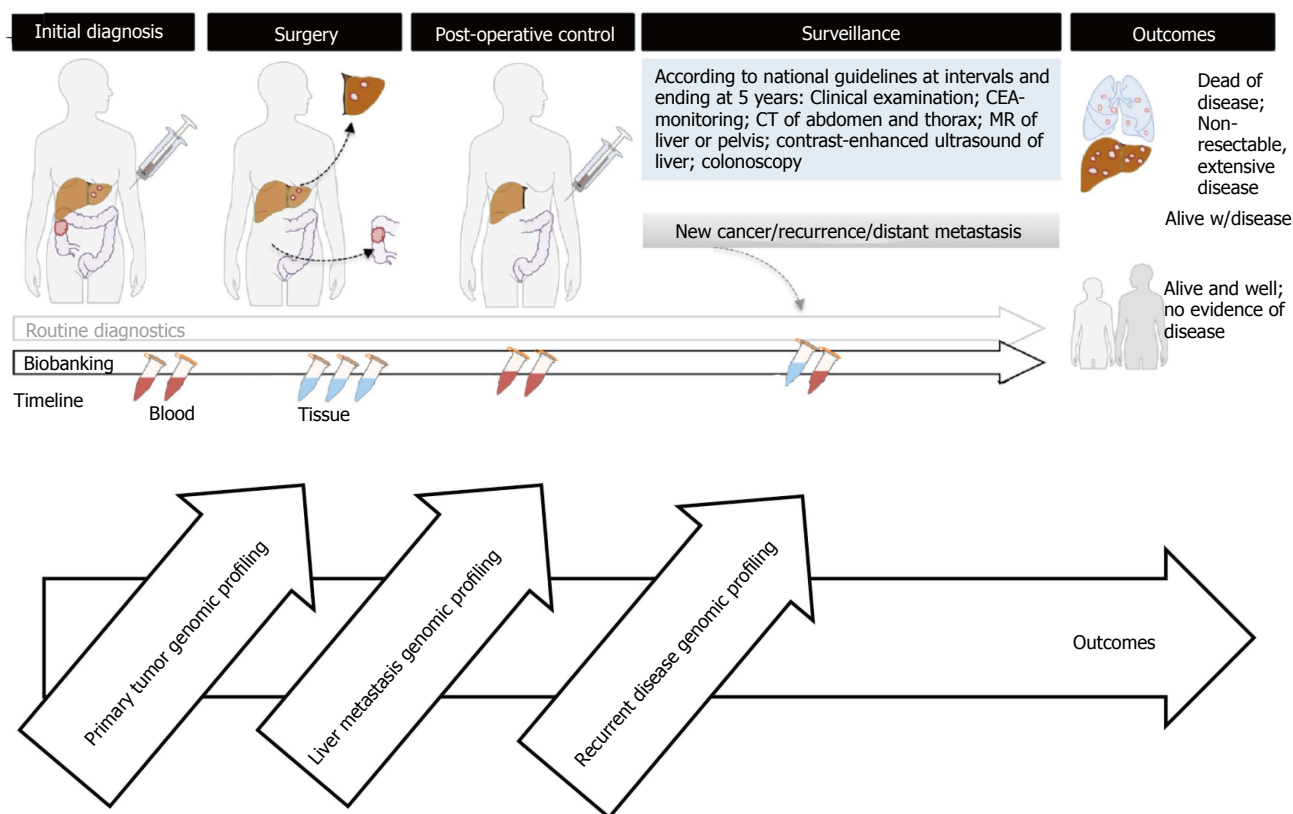 Initial diagnosis
Surgery
Post-operative control
Surveillance
Outcomes
According to national guidelines at intervals and
ending at 5 years: Clinical examination; CEA-
monitoring; CT of abdomen and thorax; MR of
liver or pelvis; contrast-enhanced ultrasound of
liver; colonoscopy
New cancer/recurrence/distant metastasis
Dead of
disease;
Non-
resectable,
extensive
disease
Alive w/disease
Alive and well;
no evidence of
disease
Routine diagnostics
Biobanking
Timeline
Blood
Tissue
Primary tumor genomic profiling
Liver metastasis genomic profiling
Recurrent disease genomic profiling
Outcomes